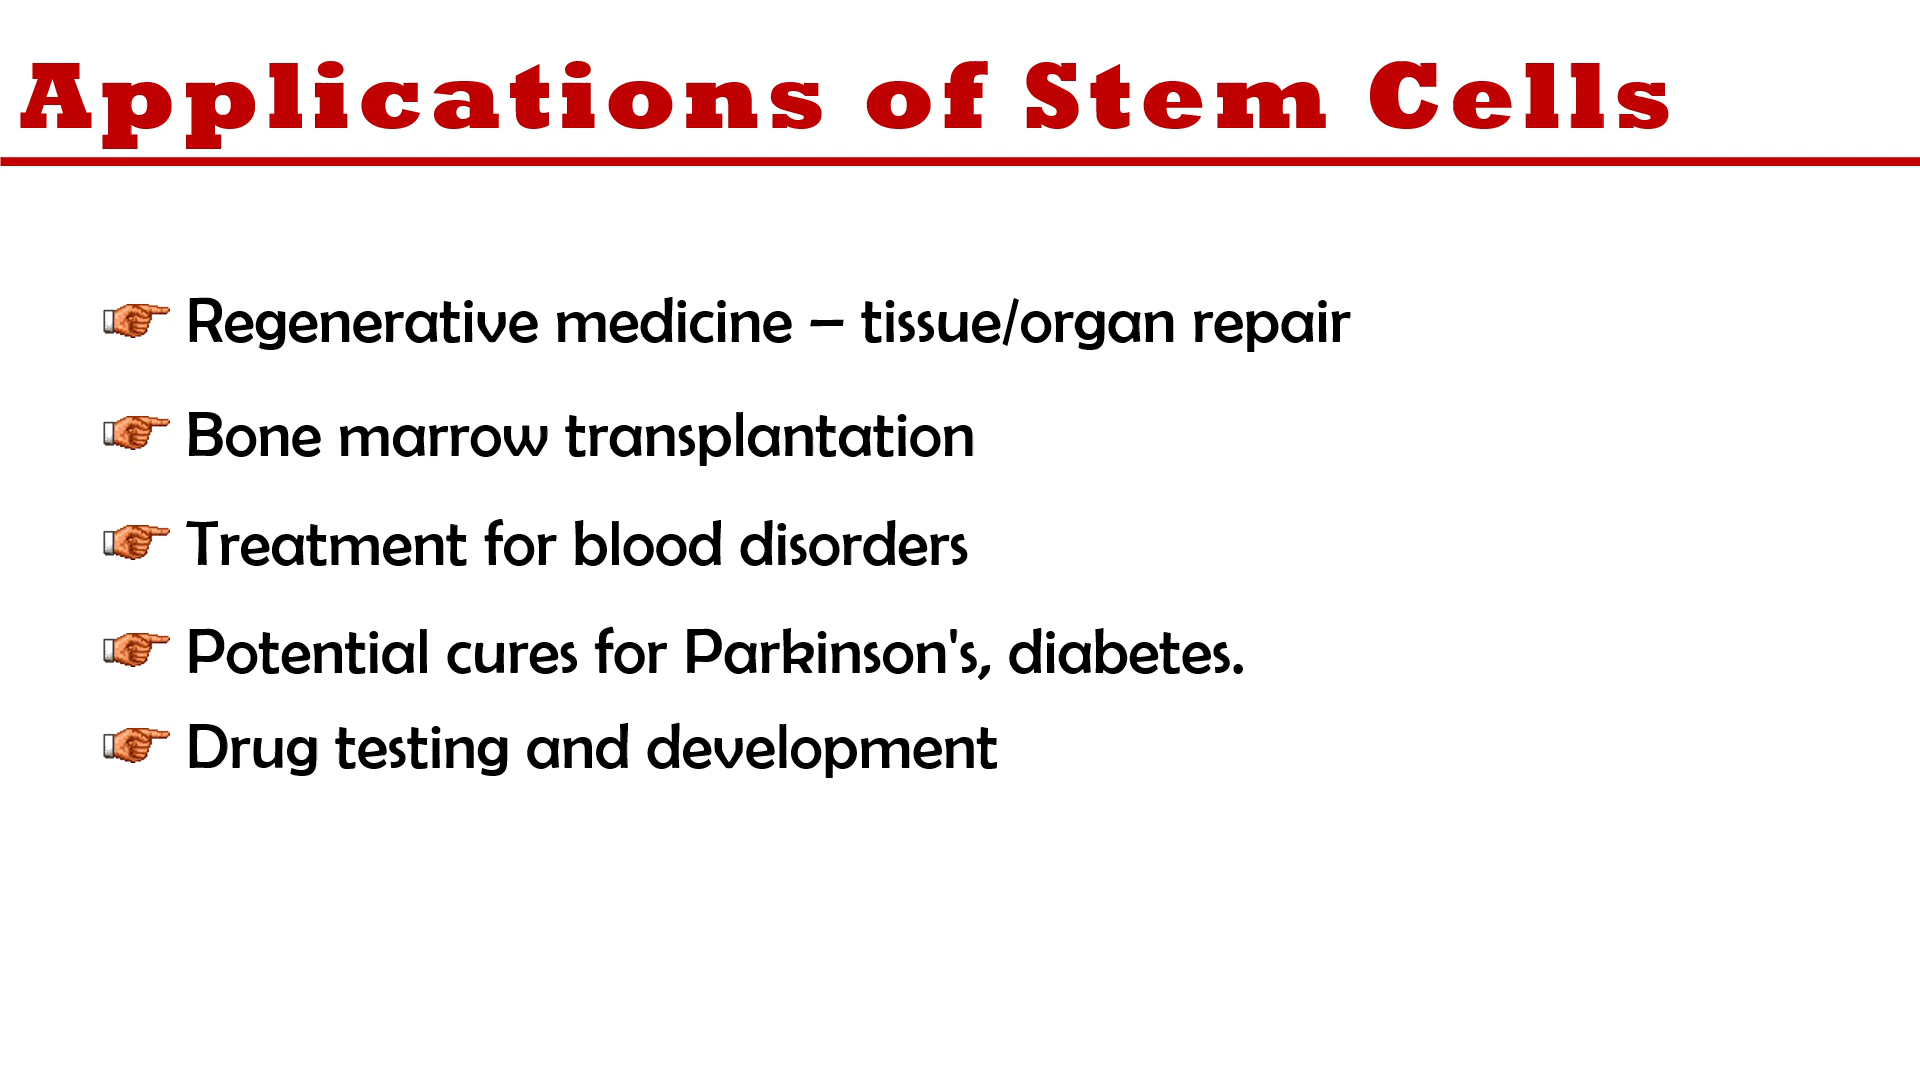 Applications of Stem Cells
Regenerative medicine – tissue/organ repair
Bone marrow transplantation
Treatment for blood disorders
Potential cures for Parkinson's, diabetes.
Drug testing and development